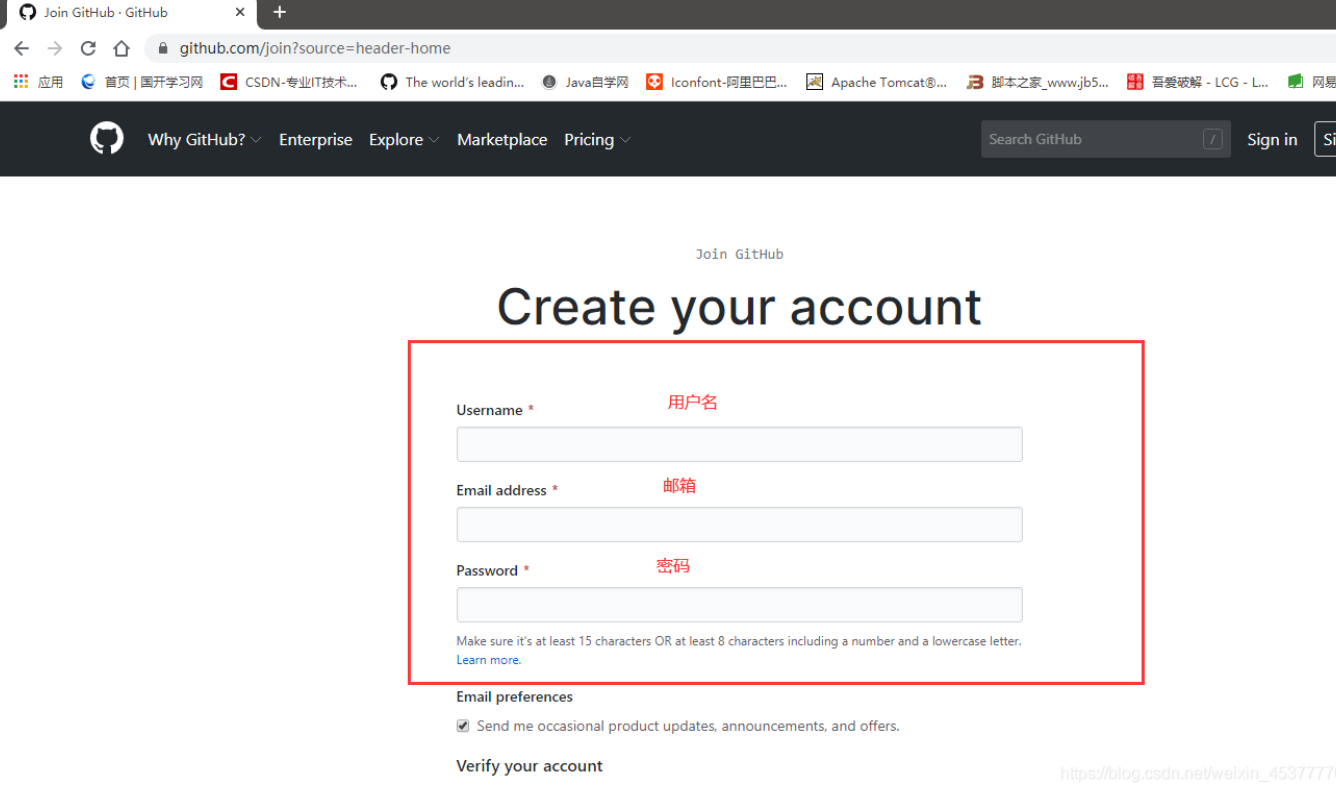 Join GitHub · GitHub
github.com/join?source=header-home
应用 首页 | 国开学习网 CSDN-专业IT技术... The world's leadin... Java自学网 Iconfont-阿里巴巴... Apache Tomcat®... 脚本之家_www.jb5... 吾爱破解 - LCG - L... 网易
Why GitHub? Enterprise Explore Marketplace Pricing Search GitHub / Sign in Si
Join GitHub
Create your account
Username * 用户名
Email address * 邮箱
Password * 密码
Make sure it's at least 15 characters OR at least 8 characters including a number and a lowercase letter.
Learn more.
Email preferences
Send me occasional product updates, announcements, and offers.
Verify your account